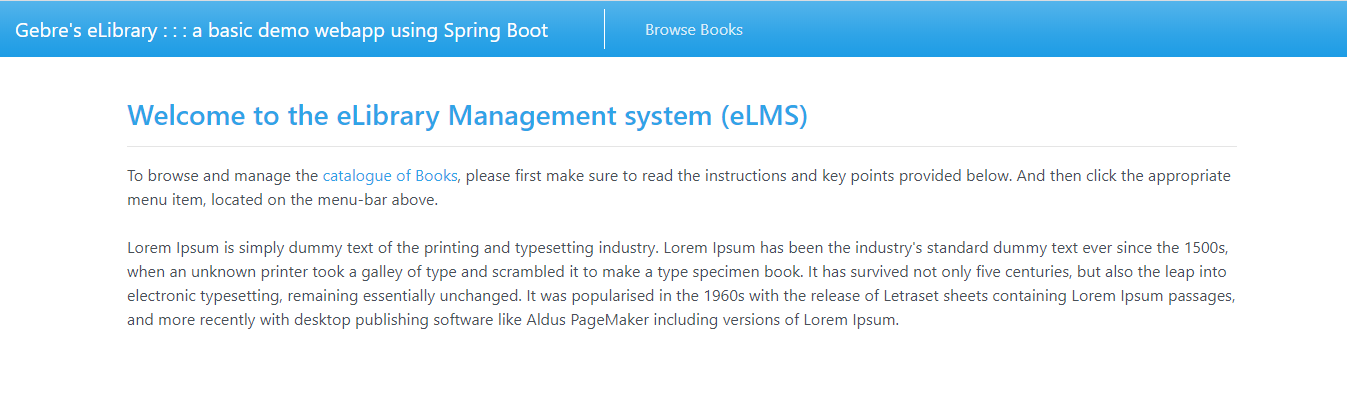 Gebre's eLibrary : : : a basic demo webapp using Spring Boot
Browse Books
Welcome to the eLibrary Management system (eLMS)
To browse and manage the catalogue of Books, please first make sure to read the instructions and key points provided below. And then click the appropriate
menu item, located on the menu-bar above.
Lorem Ipsum is simply dummy text of the printing and typesetting industry. Lorem Ipsum has been the industry's standard dummy text ever since the 1500s,
when an unknown printer took a galley of type and scrambled it to make a type specimen book. It has survived not only five centuries, but also the leap into
electronic typesetting, remaining essentially unchanged. It was popularised in the 1960s with the release of Letraset sheets containing Lorem Ipsum passages,
and more recently with desktop publishing software like Aldus PageMaker including versions of Lorem Ipsum.